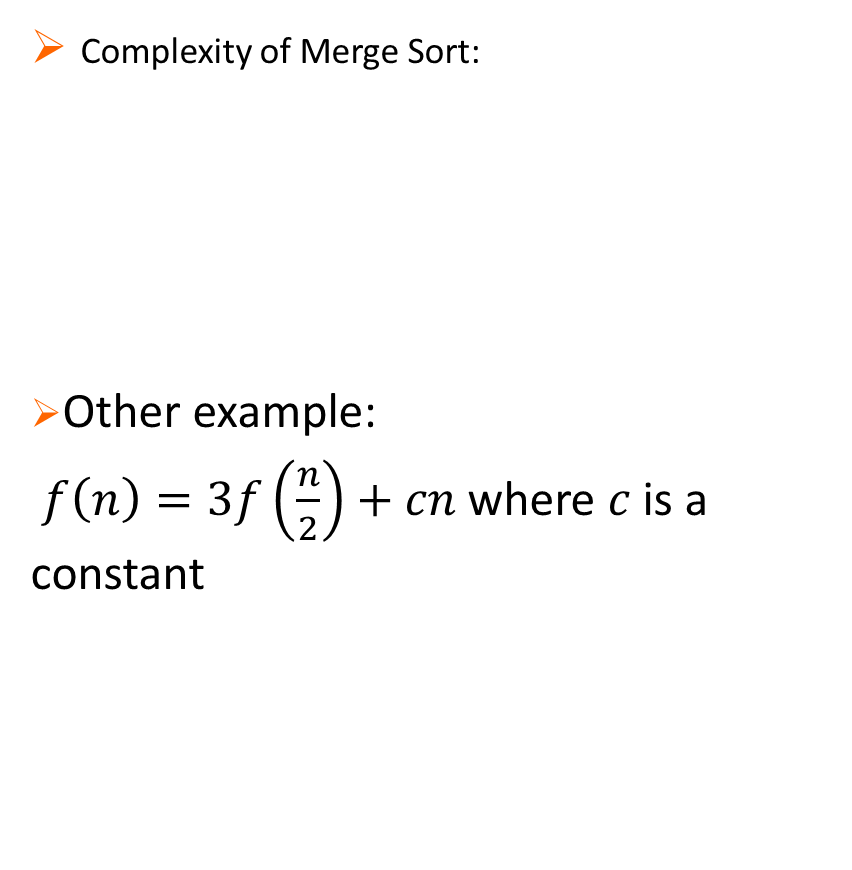 ➢ Complexity of Merge Sort:
➢Other example:
𝑓(𝑛) = 3𝑓(𝑛/2) + 𝑐𝑛 where 𝑐 is a
constant